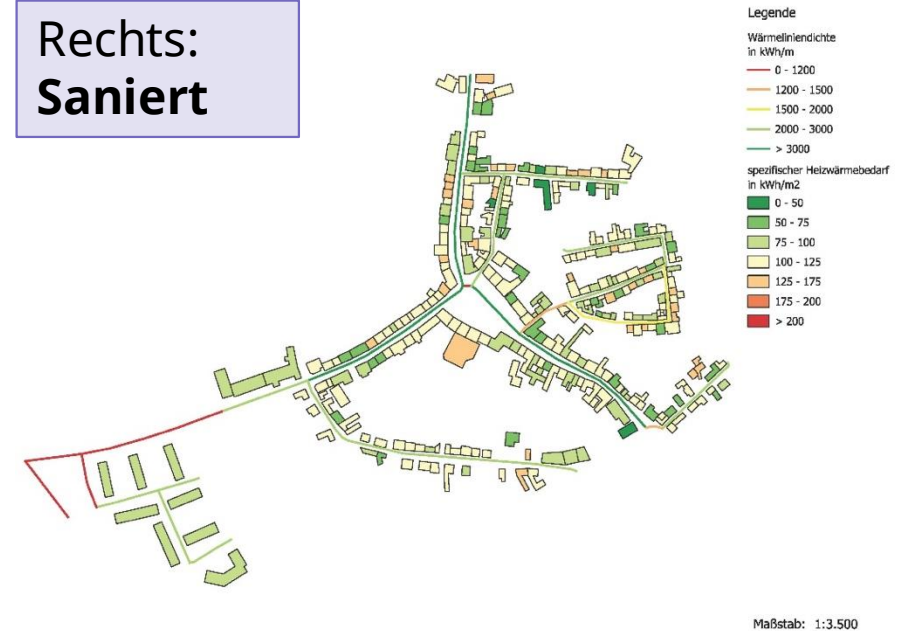 Rechts:
Saniert
Legende
Wärmeliniendichte
in kWh/m
0 - 1200
1200 - 1500
1500 - 2000
2000 - 3000
> 3000
spezifischer Heizwärmebedarf
in kWh/m2
0 - 50
50 - 75
75 - 100
100 - 125
125 - 175
175 - 200
> 200
Maßstab: 1:3.500